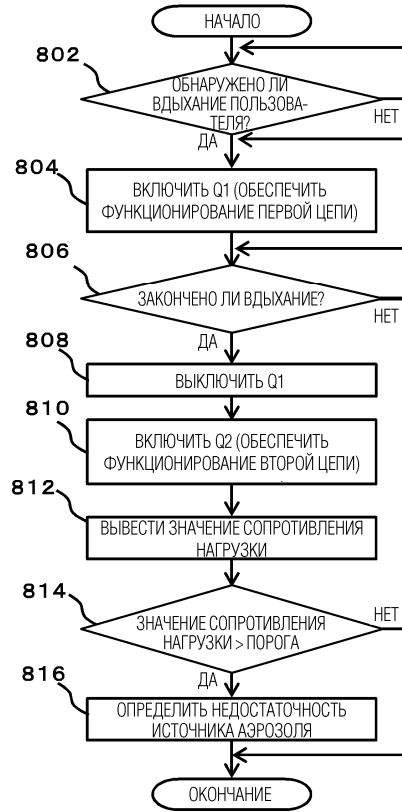 НАЧАЛО
802
ОБНАРУЖЕНО ЛИ
ВДЫХАНИЕ ПОЛЬЗОВА-
ТЕЛЯ?
НЕТ
ДА
804
ВКЛЮЧИТЬ Q1 (ОБЕСПЕЧИТЬ
ФУНКЦИОНИРОВАНИЕ ПЕРВОЙ ЦЕПИ)
806
ЗАКОНЧЕНО ЛИ ВДЫХАНИЕ?
НЕТ
ДА
808
ВЫКЛЮЧИТЬ Q1
810
ВКЛЮЧИТЬ Q2 (ОБЕСПЕЧИТЬ
ФУНКЦИОНИРОВАНИЕ ВТОРОЙ ЦЕПИ)
812
ВЫВЕСТИ ЗНАЧЕНИЕ СОПРОТИВЛЕНИЯ
НАГРУЗКИ
814
НЕТ
ЗНАЧЕНИЕ СОПРОТИВЛЕНИЯ
НАГРУЗКИ > ПОРОГА
ДА
816
ОПРЕДЕЛИТЬ НЕДОСТАТОЧНОСТЬ
ИСТОЧНИКА АЭРОЗОЛЯ
ОКОНЧАНИЕ